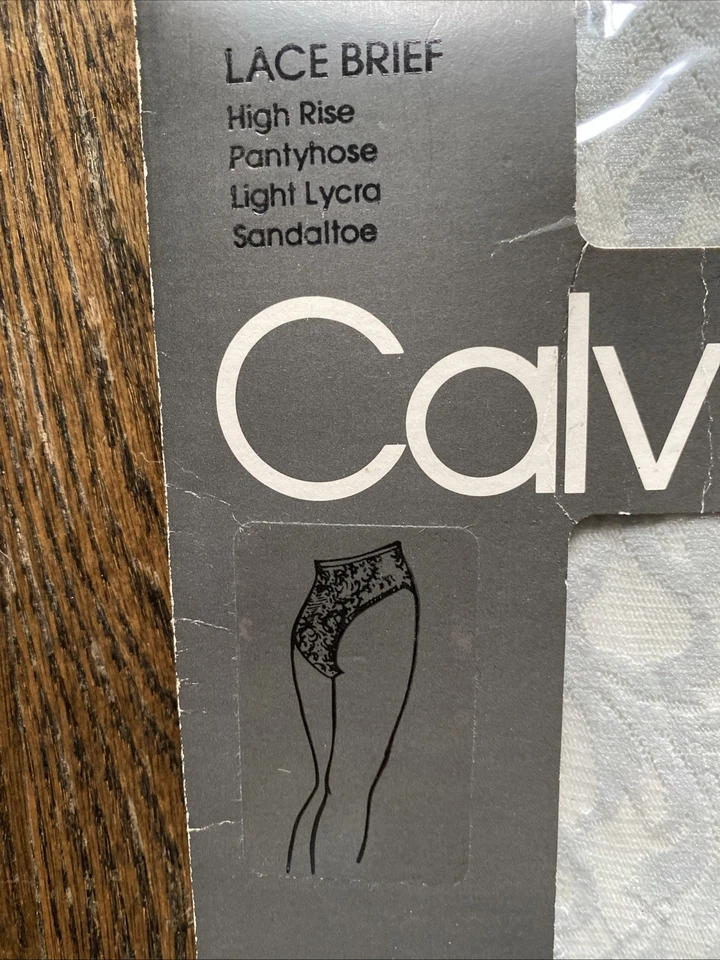 LACE BRIEF
High Rise
Pantyhose
Light Lycra
Sandaltoe
Calv